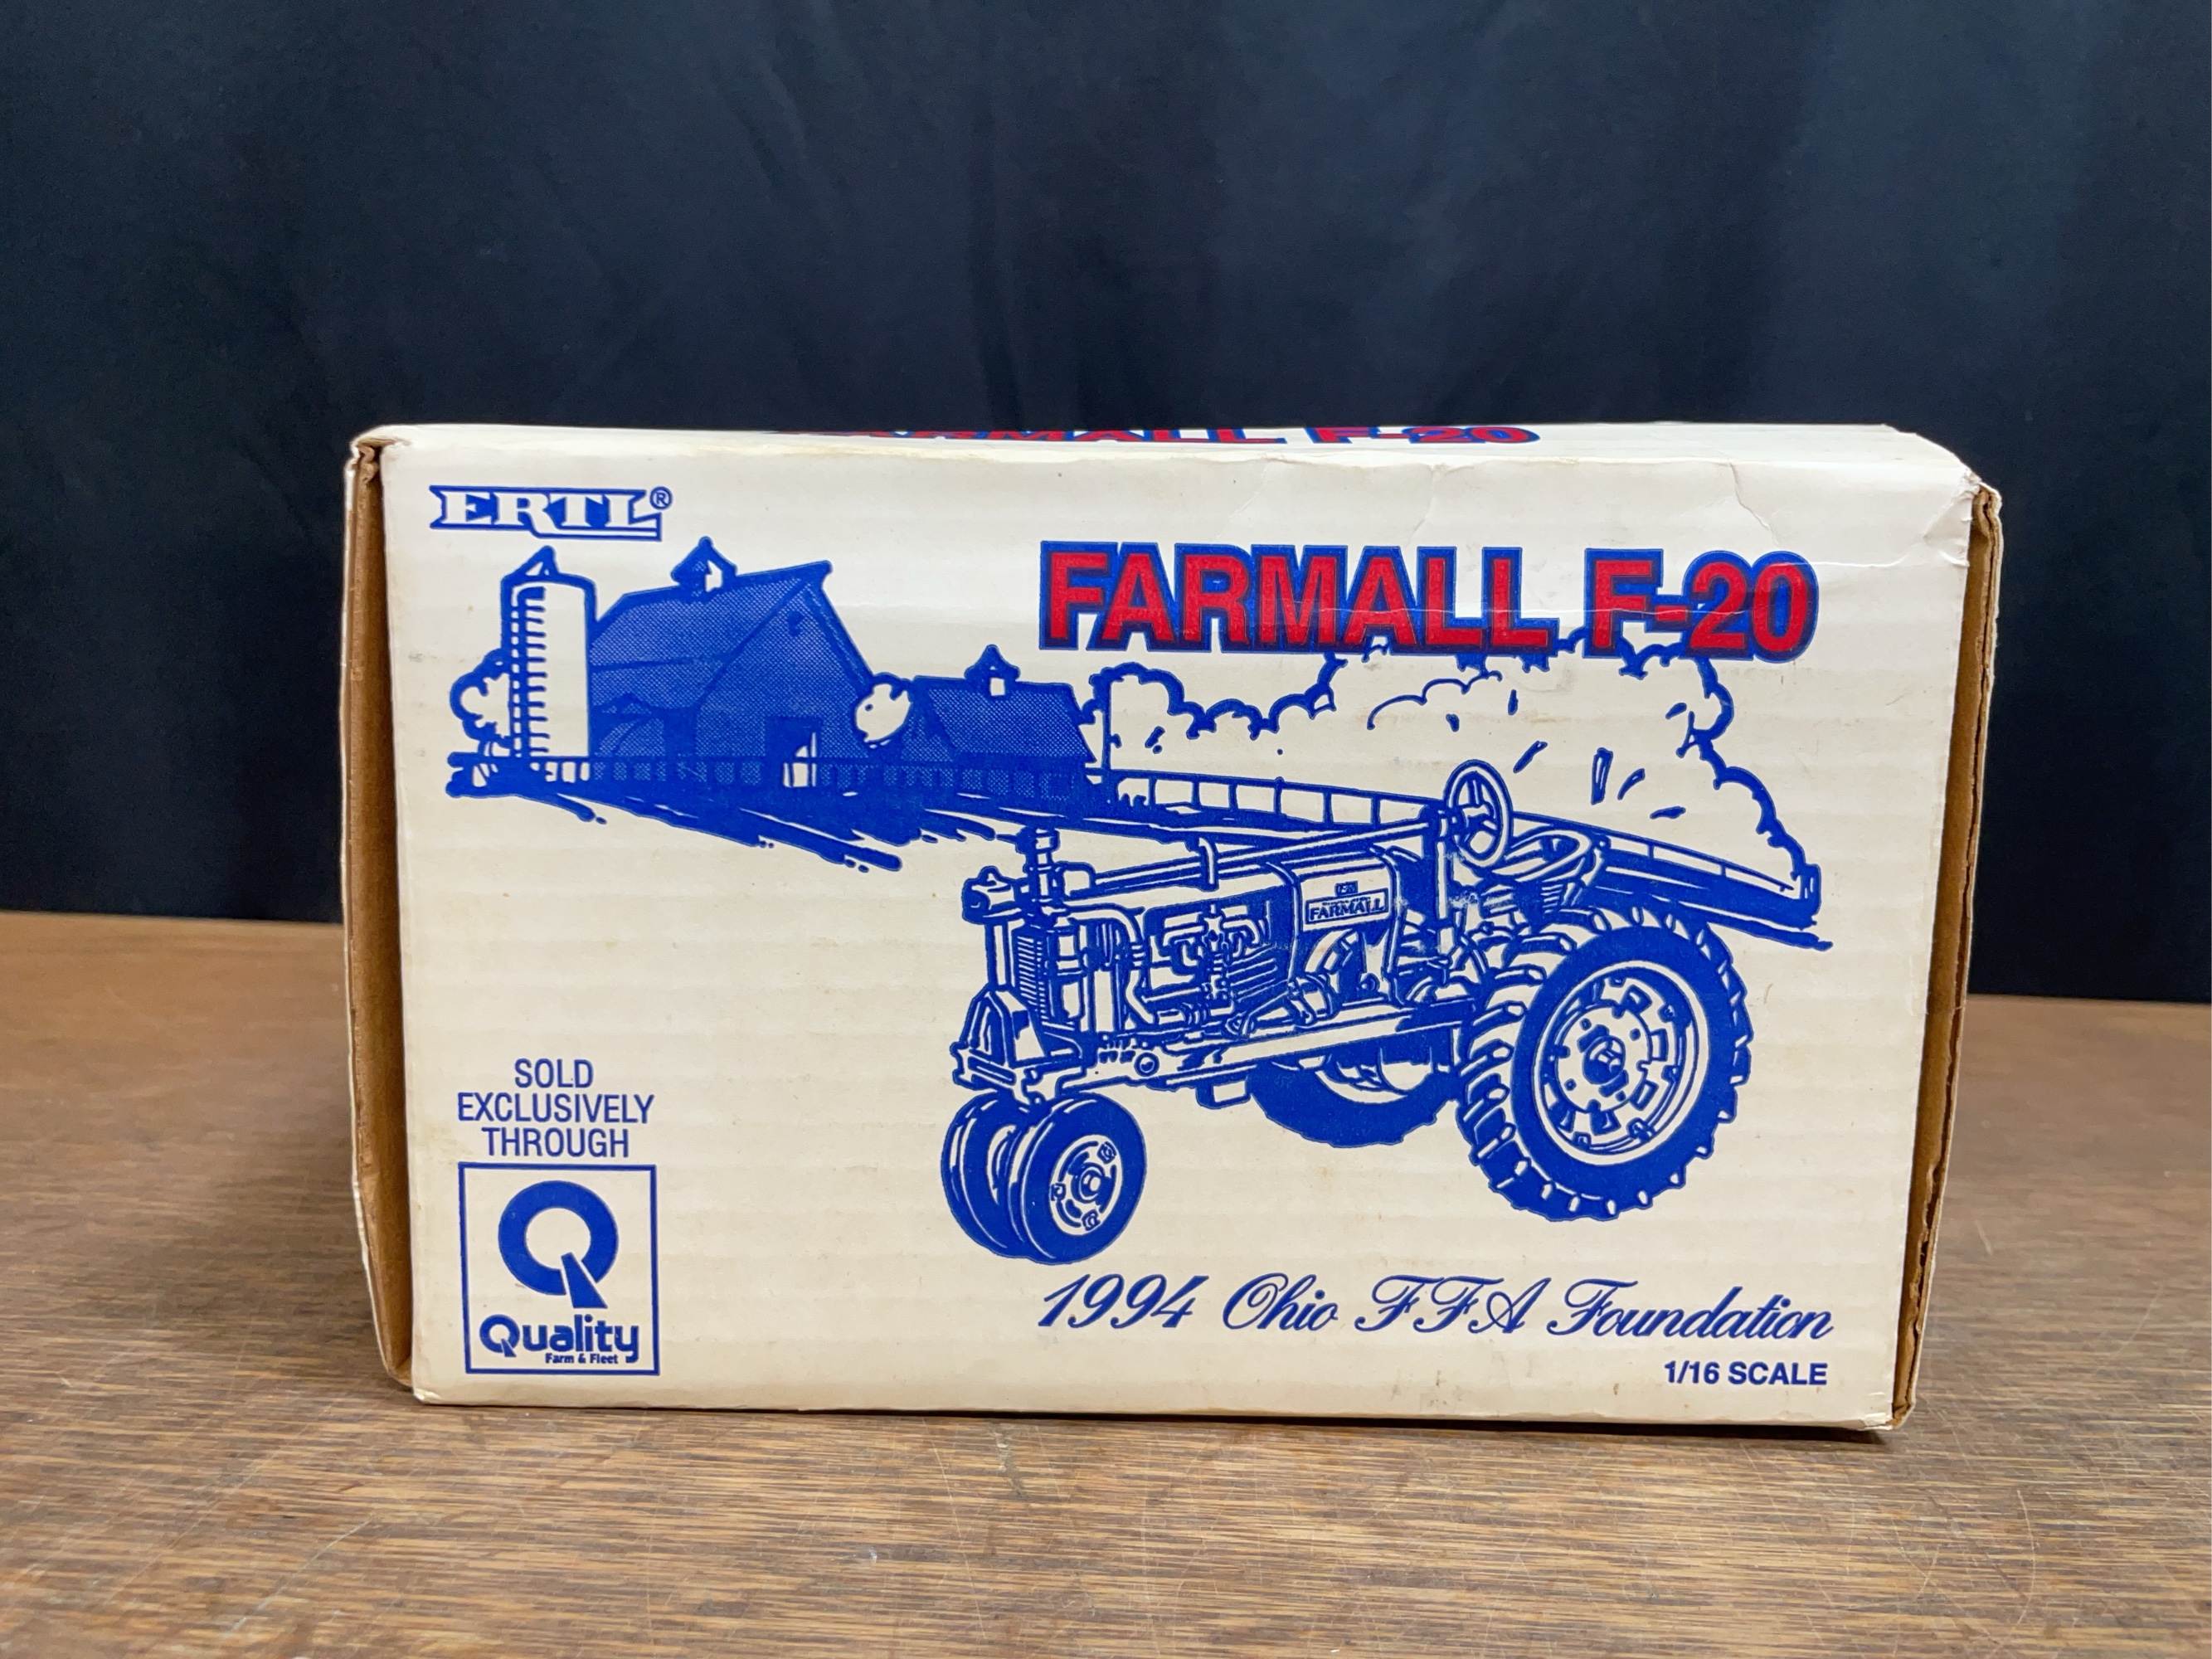 FARMALL F-20
ERTL®
FARMALL F-20
FARMALL
SOLD
EXCLUSIVELY
THROUGH
Quality
Farm & Fleet
1994 Ohio FFA Foundation
1/16 SCALE